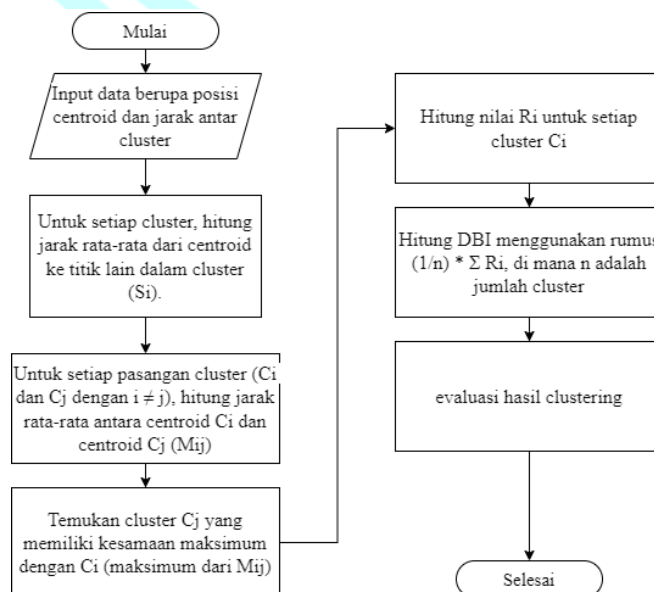 Mulai
Input data berupa posisi
centroid dan jarak antar
cluster
Untuk setiap cluster, hitung
jarak rata-rata dari centroid
ke titik lain dalam cluster
(Si).
Untuk setiap pasangan cluster (Ci
dan Cj dengan i ≠ j), hitung jarak
rata-rata antara centroid Ci dan
centroid Cj (Mij)
Temukan cluster Cj yang
memiliki kesamaan maksimum
dengan Ci (maksimum dari Mij)
Hitung nilai Ri untuk setiap
cluster Ci
Hitung DBI menggunakan rumus
(1/n) * Σ Ri, di mana n adalah
jumlah cluster
evaluasi hasil clustering
Selesai